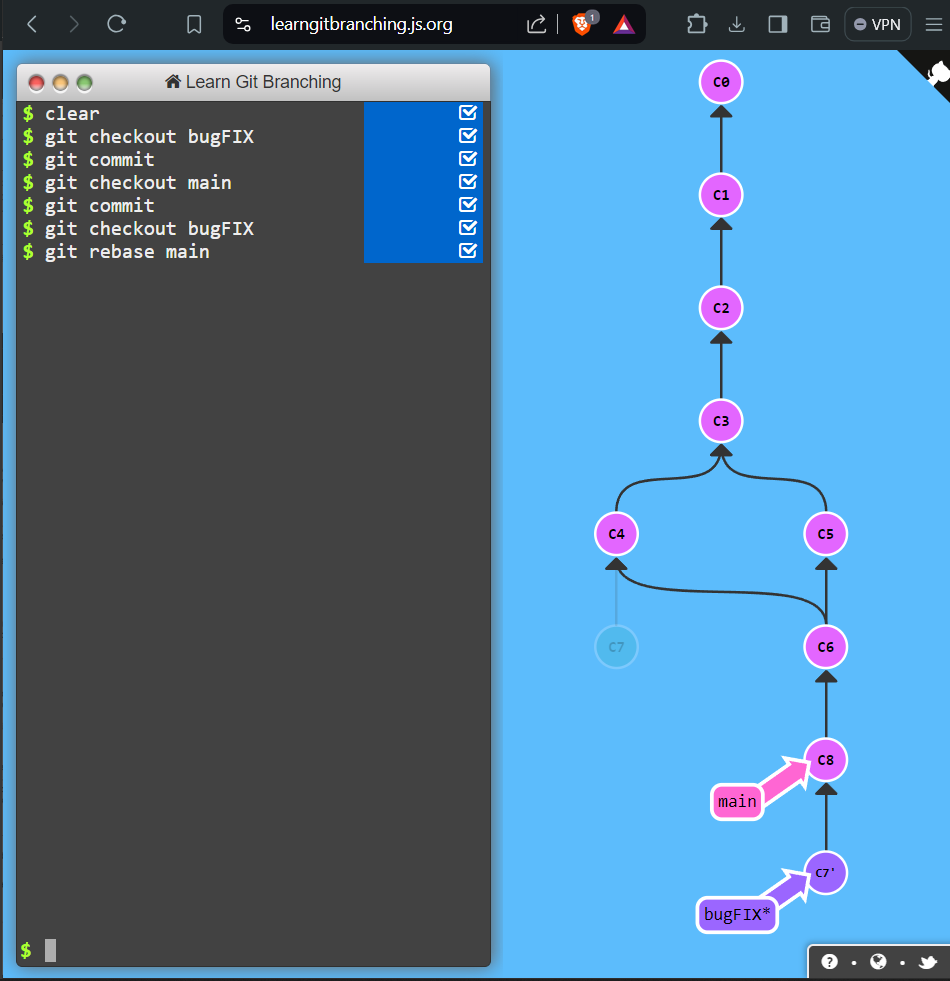 learngitbranching.js.org
1
VPN
Learn Git Branching
$ clear
$ git checkout bugFIX
$ git commit
$ git checkout main
$ git commit
$ git checkout bugFIX
$ git rebase main
$
C0
C1
C2
C3
C4
C5
C7
C6
C8
main
C7'
bugFIX*
?